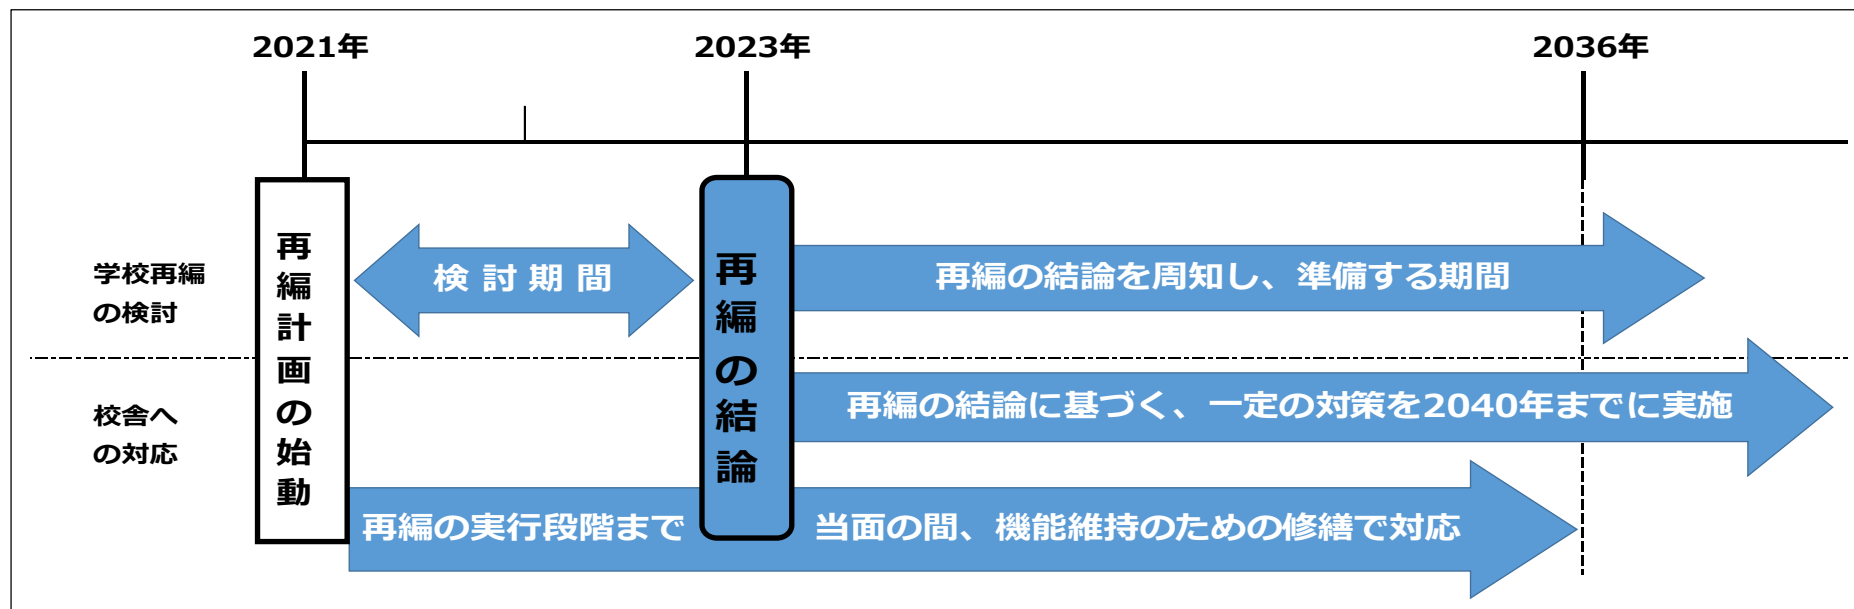 2021年
2023年
2036年
学校再編
の検討
再編計画の始動
検討期間
再編の結論
再編の結論を周知し、準備する期間
校舎へ
の対応
再編の結論に基づく、一定の対策を2040年までに実施
再編の実行段階まで
当面の間、機能維持のための修繕で対応